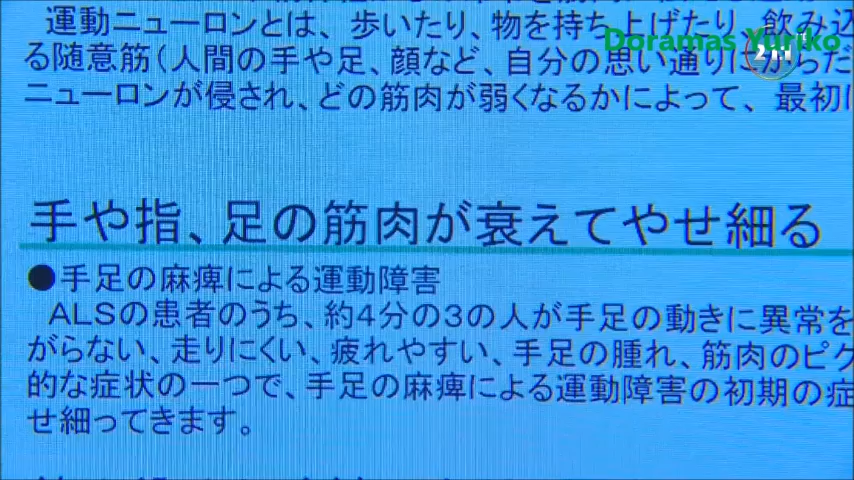 運動ニューロンとは、歩いたり、物を持ち上げたり、飲み込
Doramas Yuriko
る随意筋(人間の手や足、顔など、自分の思い通りにからだ
ニューロンが侵され、どの筋肉が弱くなるかによって、最初に
手や指、足の筋肉が衰えてやせ細る
●手足の麻痺による運動障害
ALSの患者のうち、約4分の3の人が手足の動きに異常を
がらない、走りにくい、疲れやすい、手足の腫れ、筋肉のピク
的な症状の一つで、手足の麻痺による運動障害の初期の症
せ細ってきます。